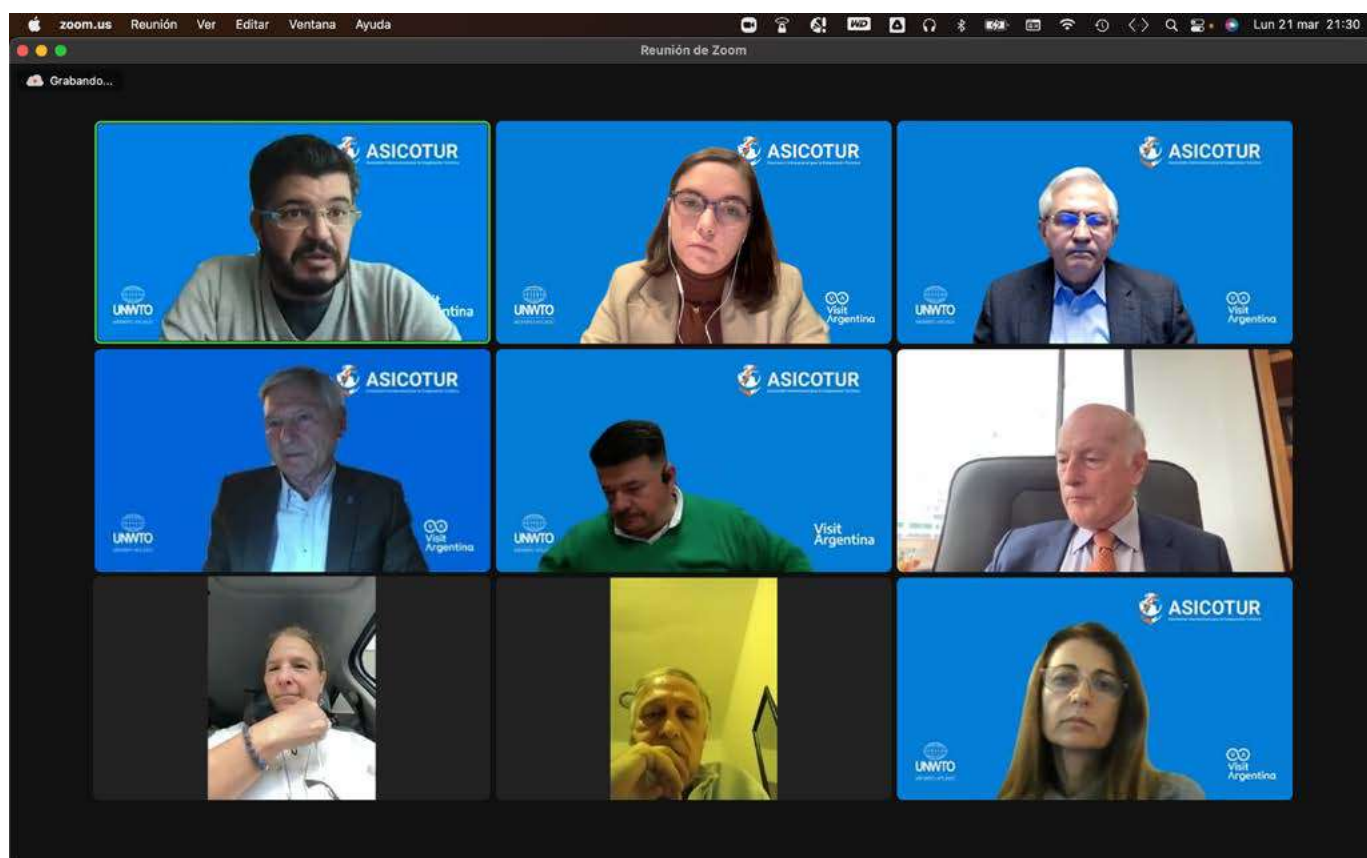 zoom.us Reunión Ver Editar Ventana Ayuda Lun 21 mar 21:30
Reunión de Zoom
Grabando...
ASICOTUR
UNWTO
ntina
ASICOTUR
UNWTO
Visit
Argentina
ASICOTUR
UNWTO
Visit
Argentina
ASICOTUR
UNWTO
Visit
Argentina
ASICOTUR
UNWTO
Visit
Argentina
ASICOTUR
UNWTO
Visit
Argentina